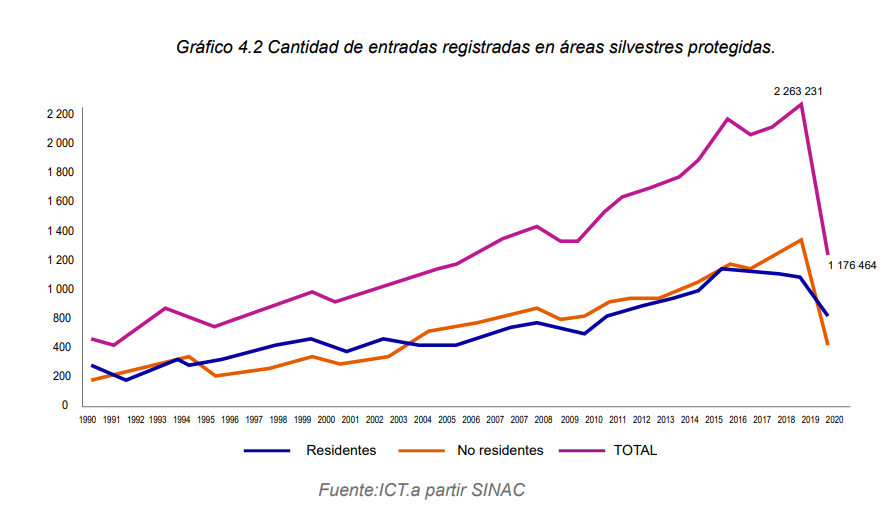 Gráfico 4.2 Cantidad de entradas registradas en áreas silvestres protegidas.
2 263 231
2 200
2 000
1 800
1 600
1 400
1 200
1 176 464
1 000
800
600
400
200
0
1990 1991 1992 1993 1994 1995 1996 1997 1998 1999 2000 2001 2002 2003 2004 2005 2006 2007 2008 2009 2010 2011 2012 2013 2014 2015 2016 2017 2018 2019 2020
Residentes No residentes TOTAL
Fuente:ICT.a partir SINAC